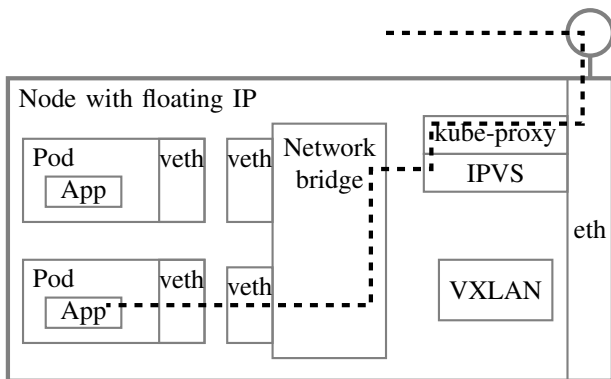 Node with floating IP
kube-proxy
IPVS
Pod
App
veth
veth
Network
bridge
eth
Pod
App
veth
veth
VXLAN